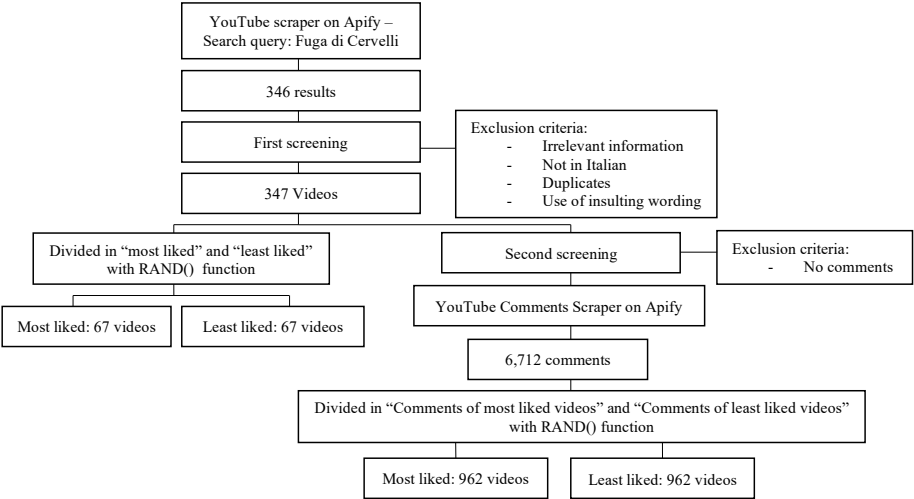 YouTube scraper on Apify –
Search query: Fuga di Cervelli
346 results
First screening
Exclusion criteria:
- Irrelevant information
- Not in Italian
- Duplicates
- Use of insulting wording
347 Videos
Divided in “most liked” and “least liked”
with RAND() function
Most liked: 67 videos
Least liked: 67 videos
Second screening
Exclusion criteria:
- No comments
YouTube Comments Scraper on Apify
6,712 comments
Divided in “Comments of most liked videos” and “Comments of least liked videos”
with RAND() function
Most liked: 962 videos
Least liked: 962 videos